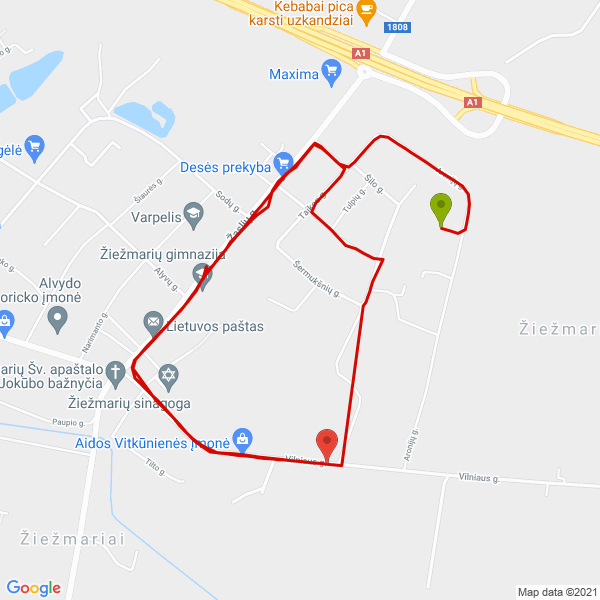 Kebabai pica
karsti uzkandziai
1808
A1
Maxima
A1
gėlė
Desės prekyba
Šilo g.
Šiaurės g.
Sodų g.
Tulpių g.
Taikos g.
Varpelis
Žaslių g.
Žiežmarių gimnazija
Alyvų g.
Šermukšnių g.
Alvydo
oricko įmonė
Narimanto g.
Lietuvos paštas
Žiežmar
arių Šv. apaštalo
Jokūbo bažnyčia
Žiežmarių sinagoga
Paupio g.
Aidos Vitkūnienės įmonė
Aronijų g.
Tilto g.
Vilniaus g.
Vilniaus g.
Žiežmariai
Google
Map data ©2021